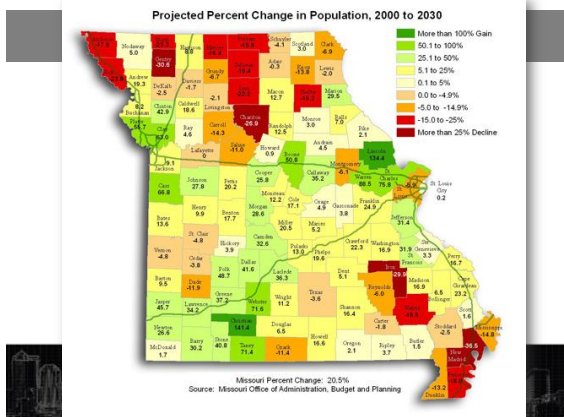 Projected Percent Change in Population, 2000 to 2030
More than 100% Gain
50.1 to 100%
25.1 to 50%
5.1 to 25%
0.1 to 5%
0.0 to -4.9%
-5.0 to -14.9%
-15.0 to -25%
More than 25% Decline
Nodaway
5.0
Gentry
-30.6
Schuyler
-4.1
Scotland
3.0
Clark
-6.9
Andrew
19.3
DeKalb
-2.5
Daviess
-1.7
Grundy
-6.7
Adair
-0.3
Lewis
-2.0
Buchanan
8.2
Clinton
42.9
Caldwell
18.6
Livingston
-2.1
Chariton
-26.9
Macon
12.7
Marion
29.5
Ray
4.6
Carroll
-14.3
Randolph
12.5
Monroe
3.0
Ralls
7.0
Pike
2.1
Lafayette
0
Saline
Howard
0.9
Boone
50.8
Audrain
4.5
Lincoln
134.4
Jackson
Cass
66.8
Johnson
27.8
Pettis
20.2
Cooper
25.8
Callaway
35.2
Montgomery
-6.1
Warren
88.5
Charles
75.8
St. Louis
City
0.2
Bates
13.6
Henry
9.9
Benton
17.7
Morgan
28.6
Moniteau
12.2
Cole
17.1
Osage
4.9
Gasconade
3.8
Franklin
24.9
Jefferson
31.4
Vernon
-4.8
St. Clair
-4.8
Hickory
3.9
Camden
32.6
Miller
20.5
Maries
5.2
Crawford
22.3
Washington
15.9
31.9
St.
Francois
Genevieve
3.3
Perry
16.7
Barton
9.5
Cedar
-3.8
Dade
-11.9
Polk
48.7
Dallas
41.6
Laclede
36.3
Pulaski
13.0
Phelps
19.6
Dent
5.1
Iron
-29.9
Reynolds
-6.0
Madison
16.9
Bollinger
6.5
Cape
Girardeau
23.2
Jasper
45.7
Lawrence
34.2
Greene
37.2
Webster
71.6
Wright
11.2
Texas
-3.6
Shannon
16.4
Wayne
Scott
1.6
Newton
26.6
Christian
141.4
Douglas
6.5
Howell
16.6
Carter
-1.8
Butler
1.5
Stoddard
-2.5
Mississippi
-14.8
McDonald
1.7
Barry
30.2
Stone
40.8
Taney
71.4
Ozark
-11.4
Oregon
2.1
Ripley
3.7
New
Madrid
-36.5
-13.2
Dunklin
Missouri Percent Change: 20.5%
Source: Missouri Office of Administration, Budget and Planning